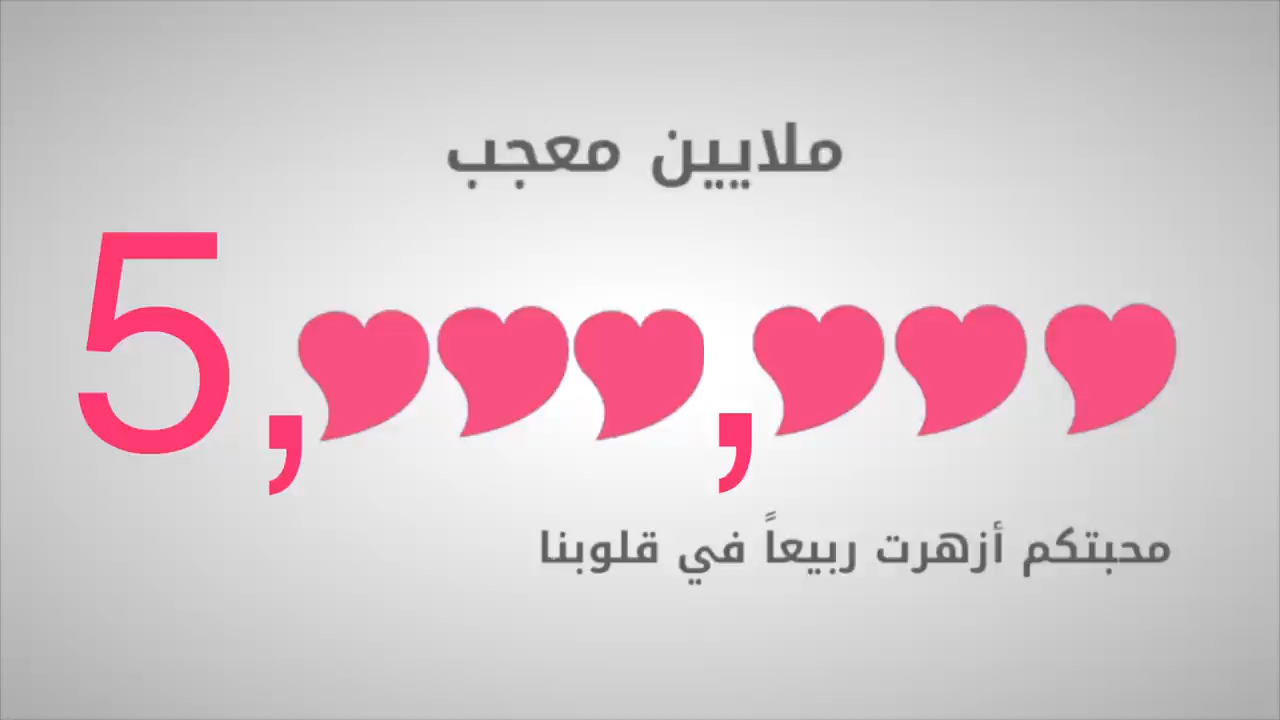 ملايين معجب
5,,
محبتكم أزهرت ربيعاً في قلوبنا